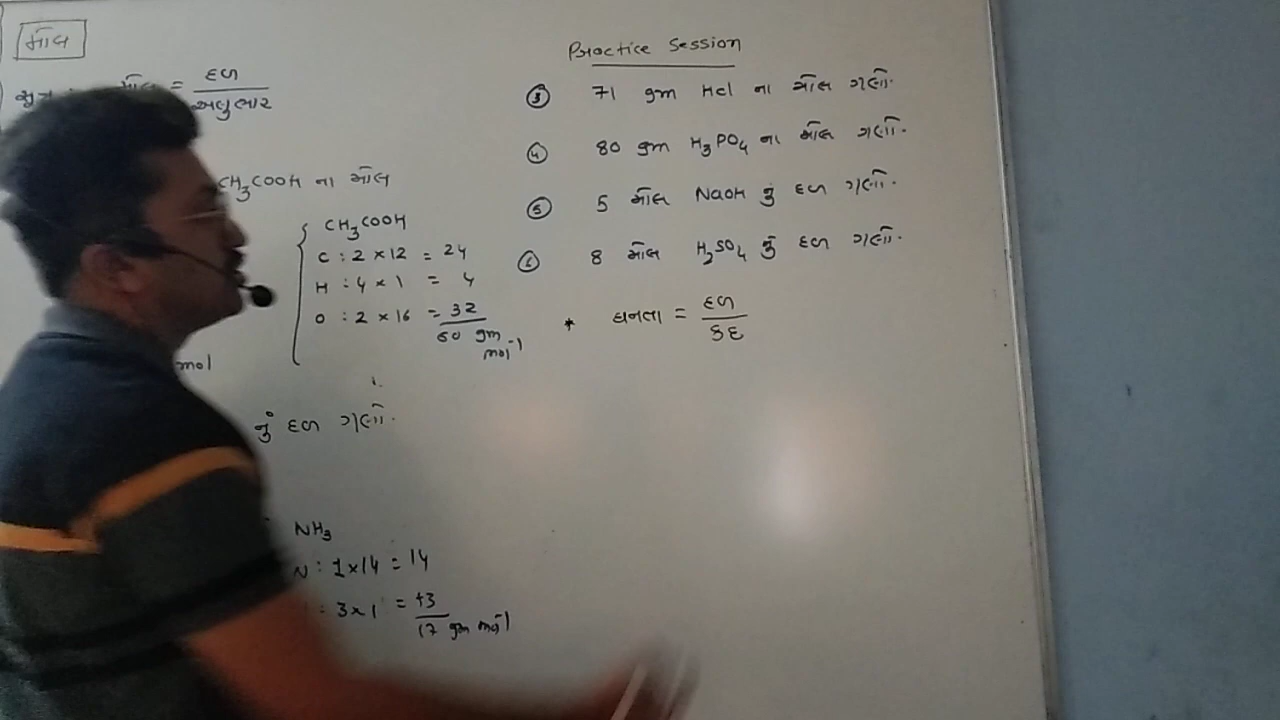 મોલ
સુત્ર : મોલ = દળ / અણુભાર
CH₃COOH ના મોલ
CH₃COOH
C : 2 × 12 = 24
H : 4 × 1 = 4
O : 2 × 16 = 32
60 gm mol⁻¹
mol
નું દળ ગણો.
NH₃
N : 1×14 = 14
: 3×1 = +3
17 gm mol⁻¹
Practice Session
③ 71 gm HCl ના મોલ ગણો.
④ 80 gm H₃PO₄ ના મોલ ગણો.
⑤ 5 મોલ NaOH નું દળ ગણો.
⑥ 8 મોલ H₂SO₄ નું દળ ગણો.
* ઘનતા = દળ / કદ